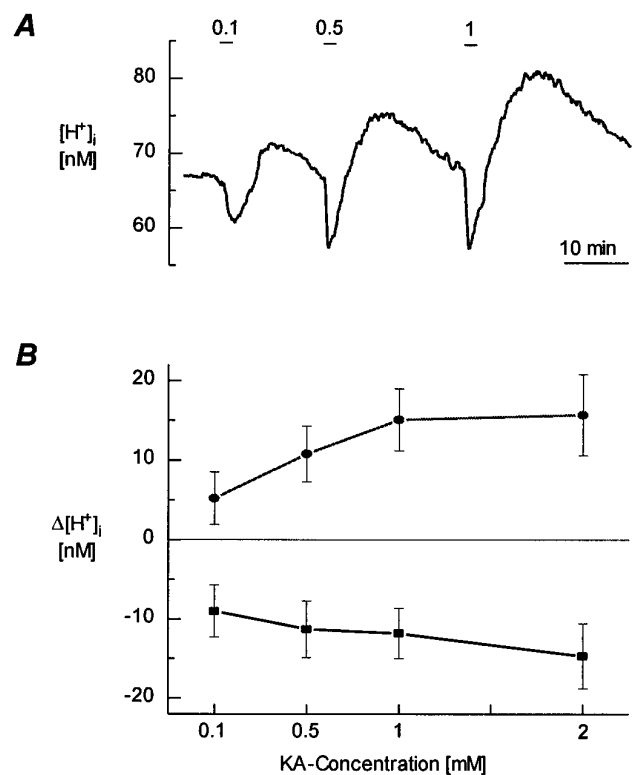 A
0.1 0.5 1
80
[H⁺]ᵢ
[nM]
70
60
10 min
B
20
10
Δ[H⁺]ᵢ
[nM]
0
-10
-20
0.1 0.5 1 2
KA-Concentration [mM]